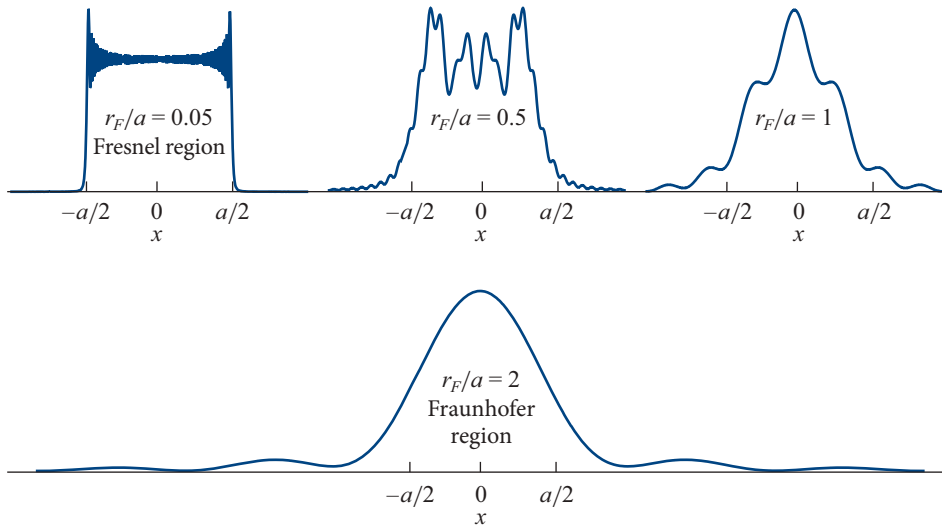 r_F/a = 0.05
Fresnel region
−a/2 0 a/2
x
r_F/a = 0.5
−a/2 0 a/2
x
r_F/a = 1
−a/2 0 a/2
x
r_F/a = 2
Fraunhofer
region
−a/2 0 a/2
x